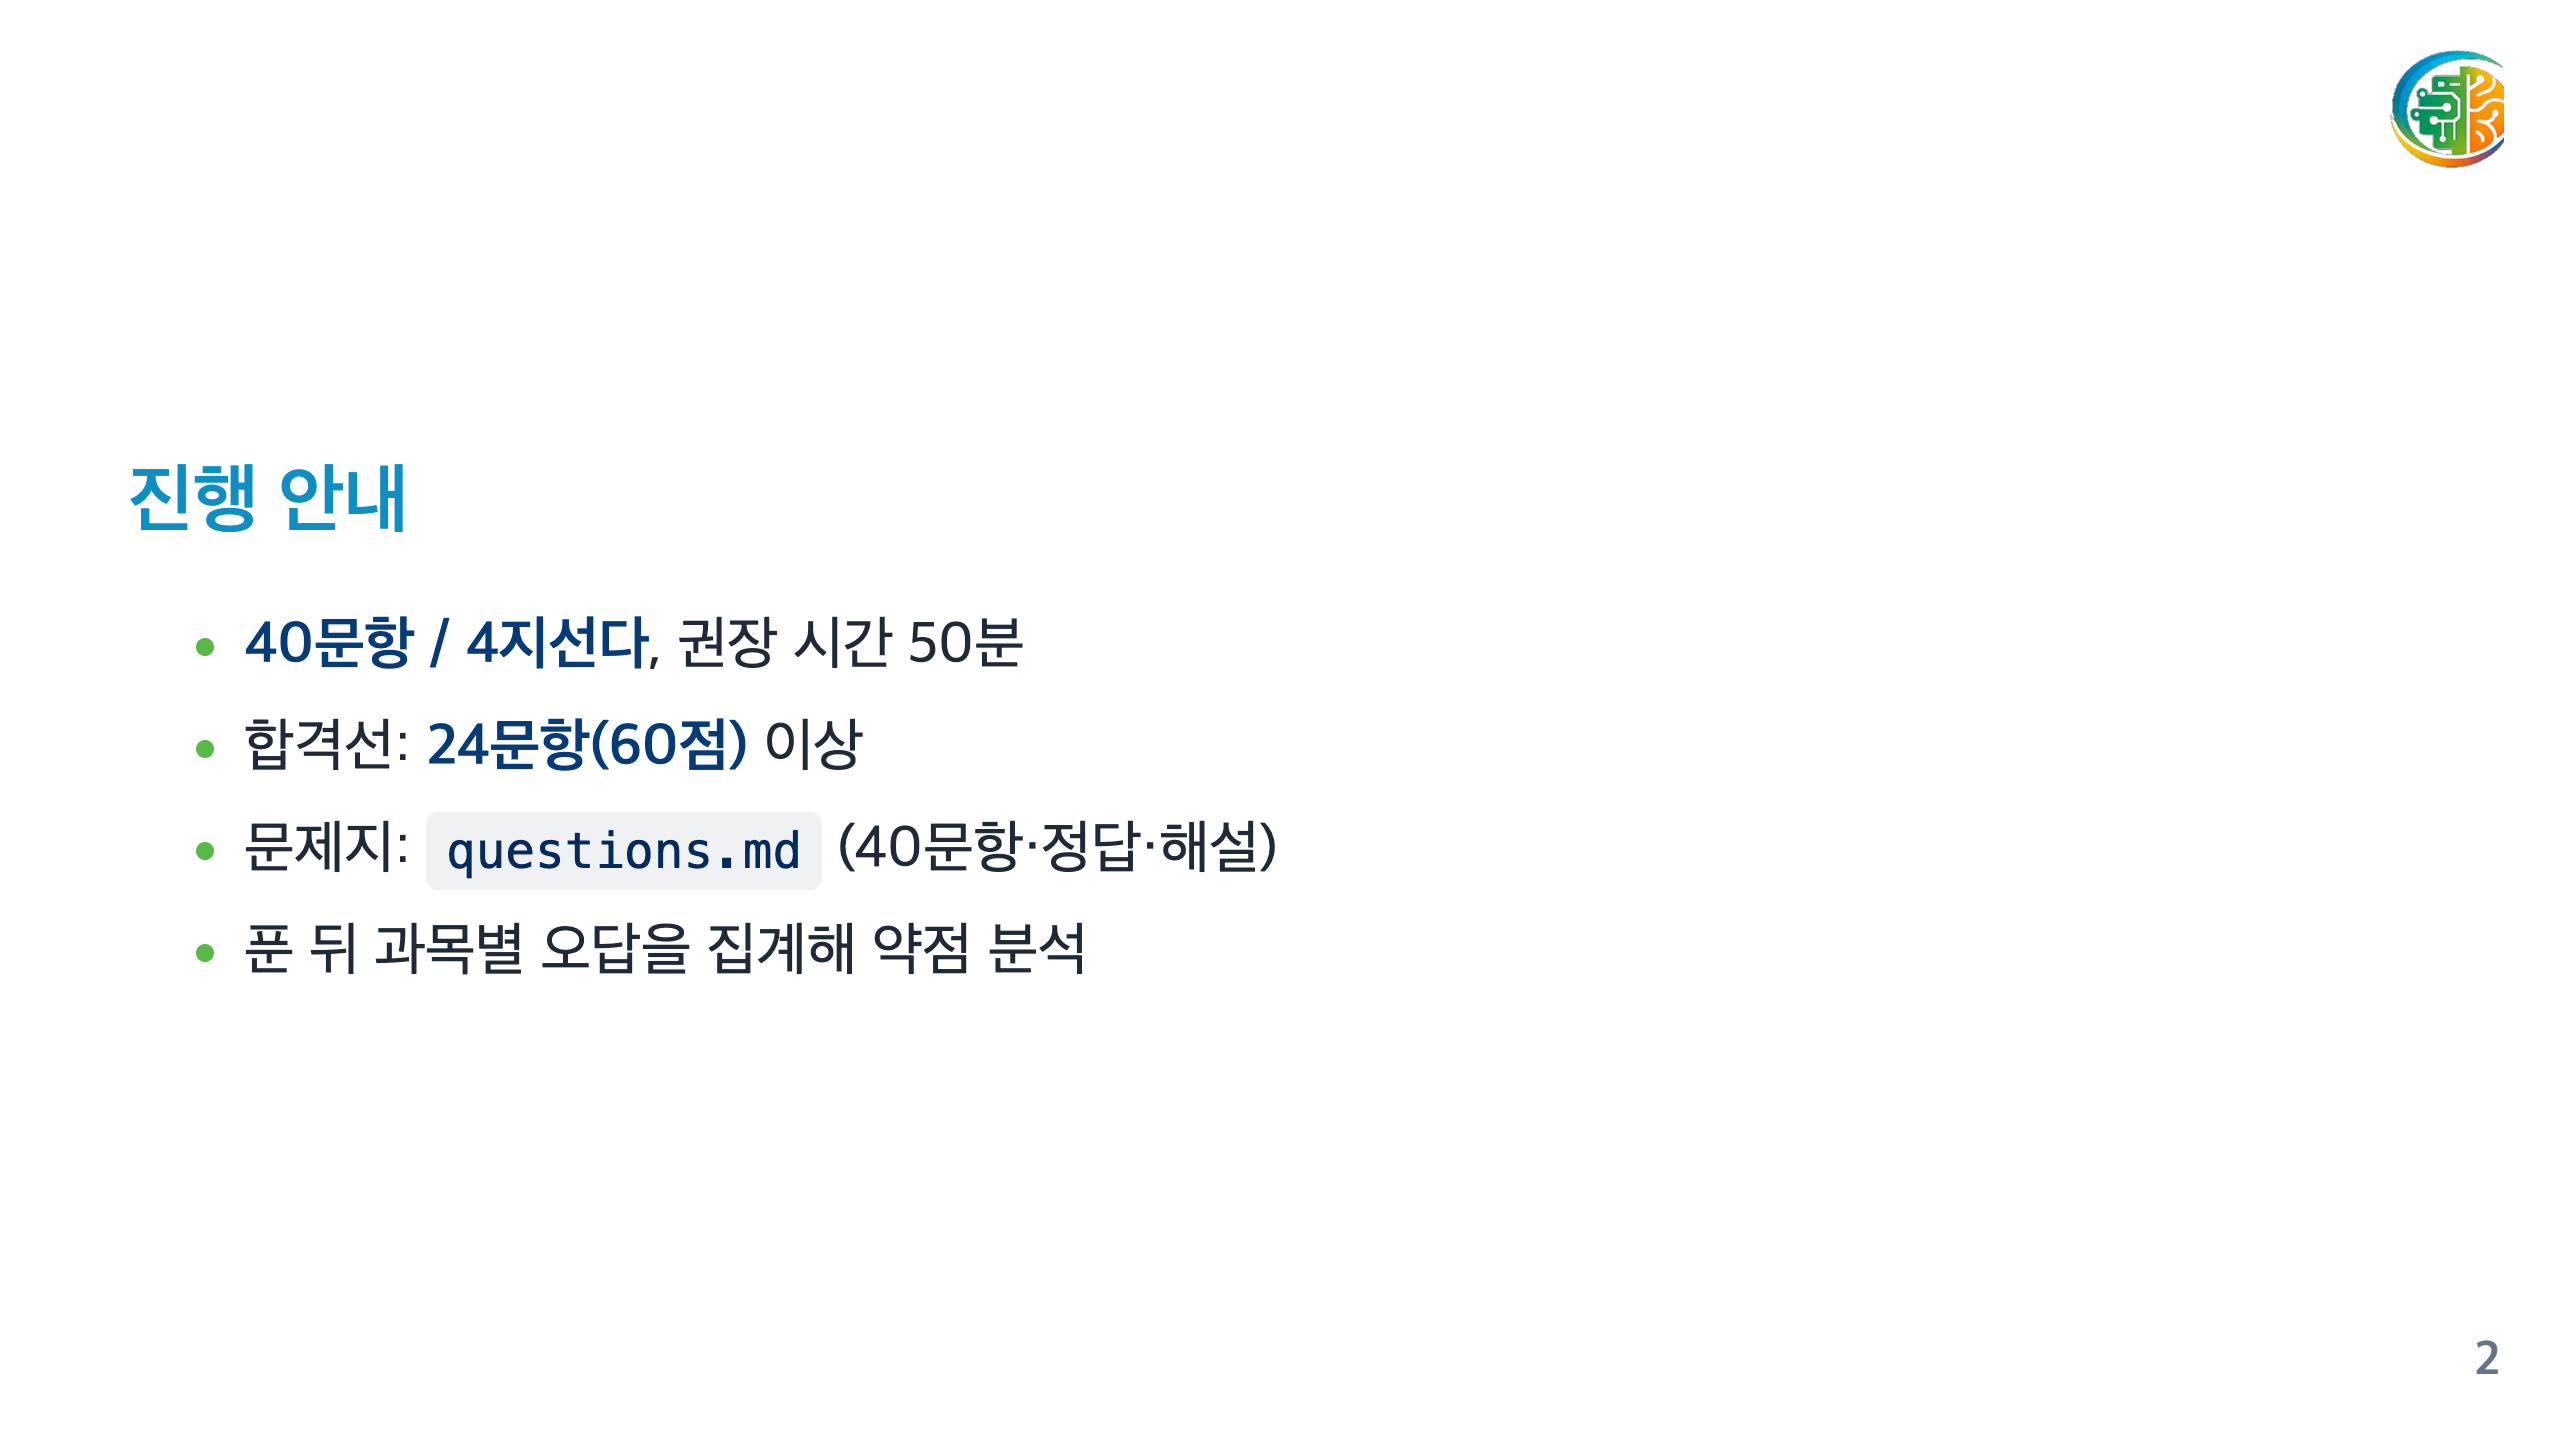 진행 안내
40문항 / 4지선다, 권장 시간 50분
합격선: 24문항(60점) 이상
문제지: questions.md (40문항·정답·해설)
푼 뒤 과목별 오답을 집계해 약점 분석
2